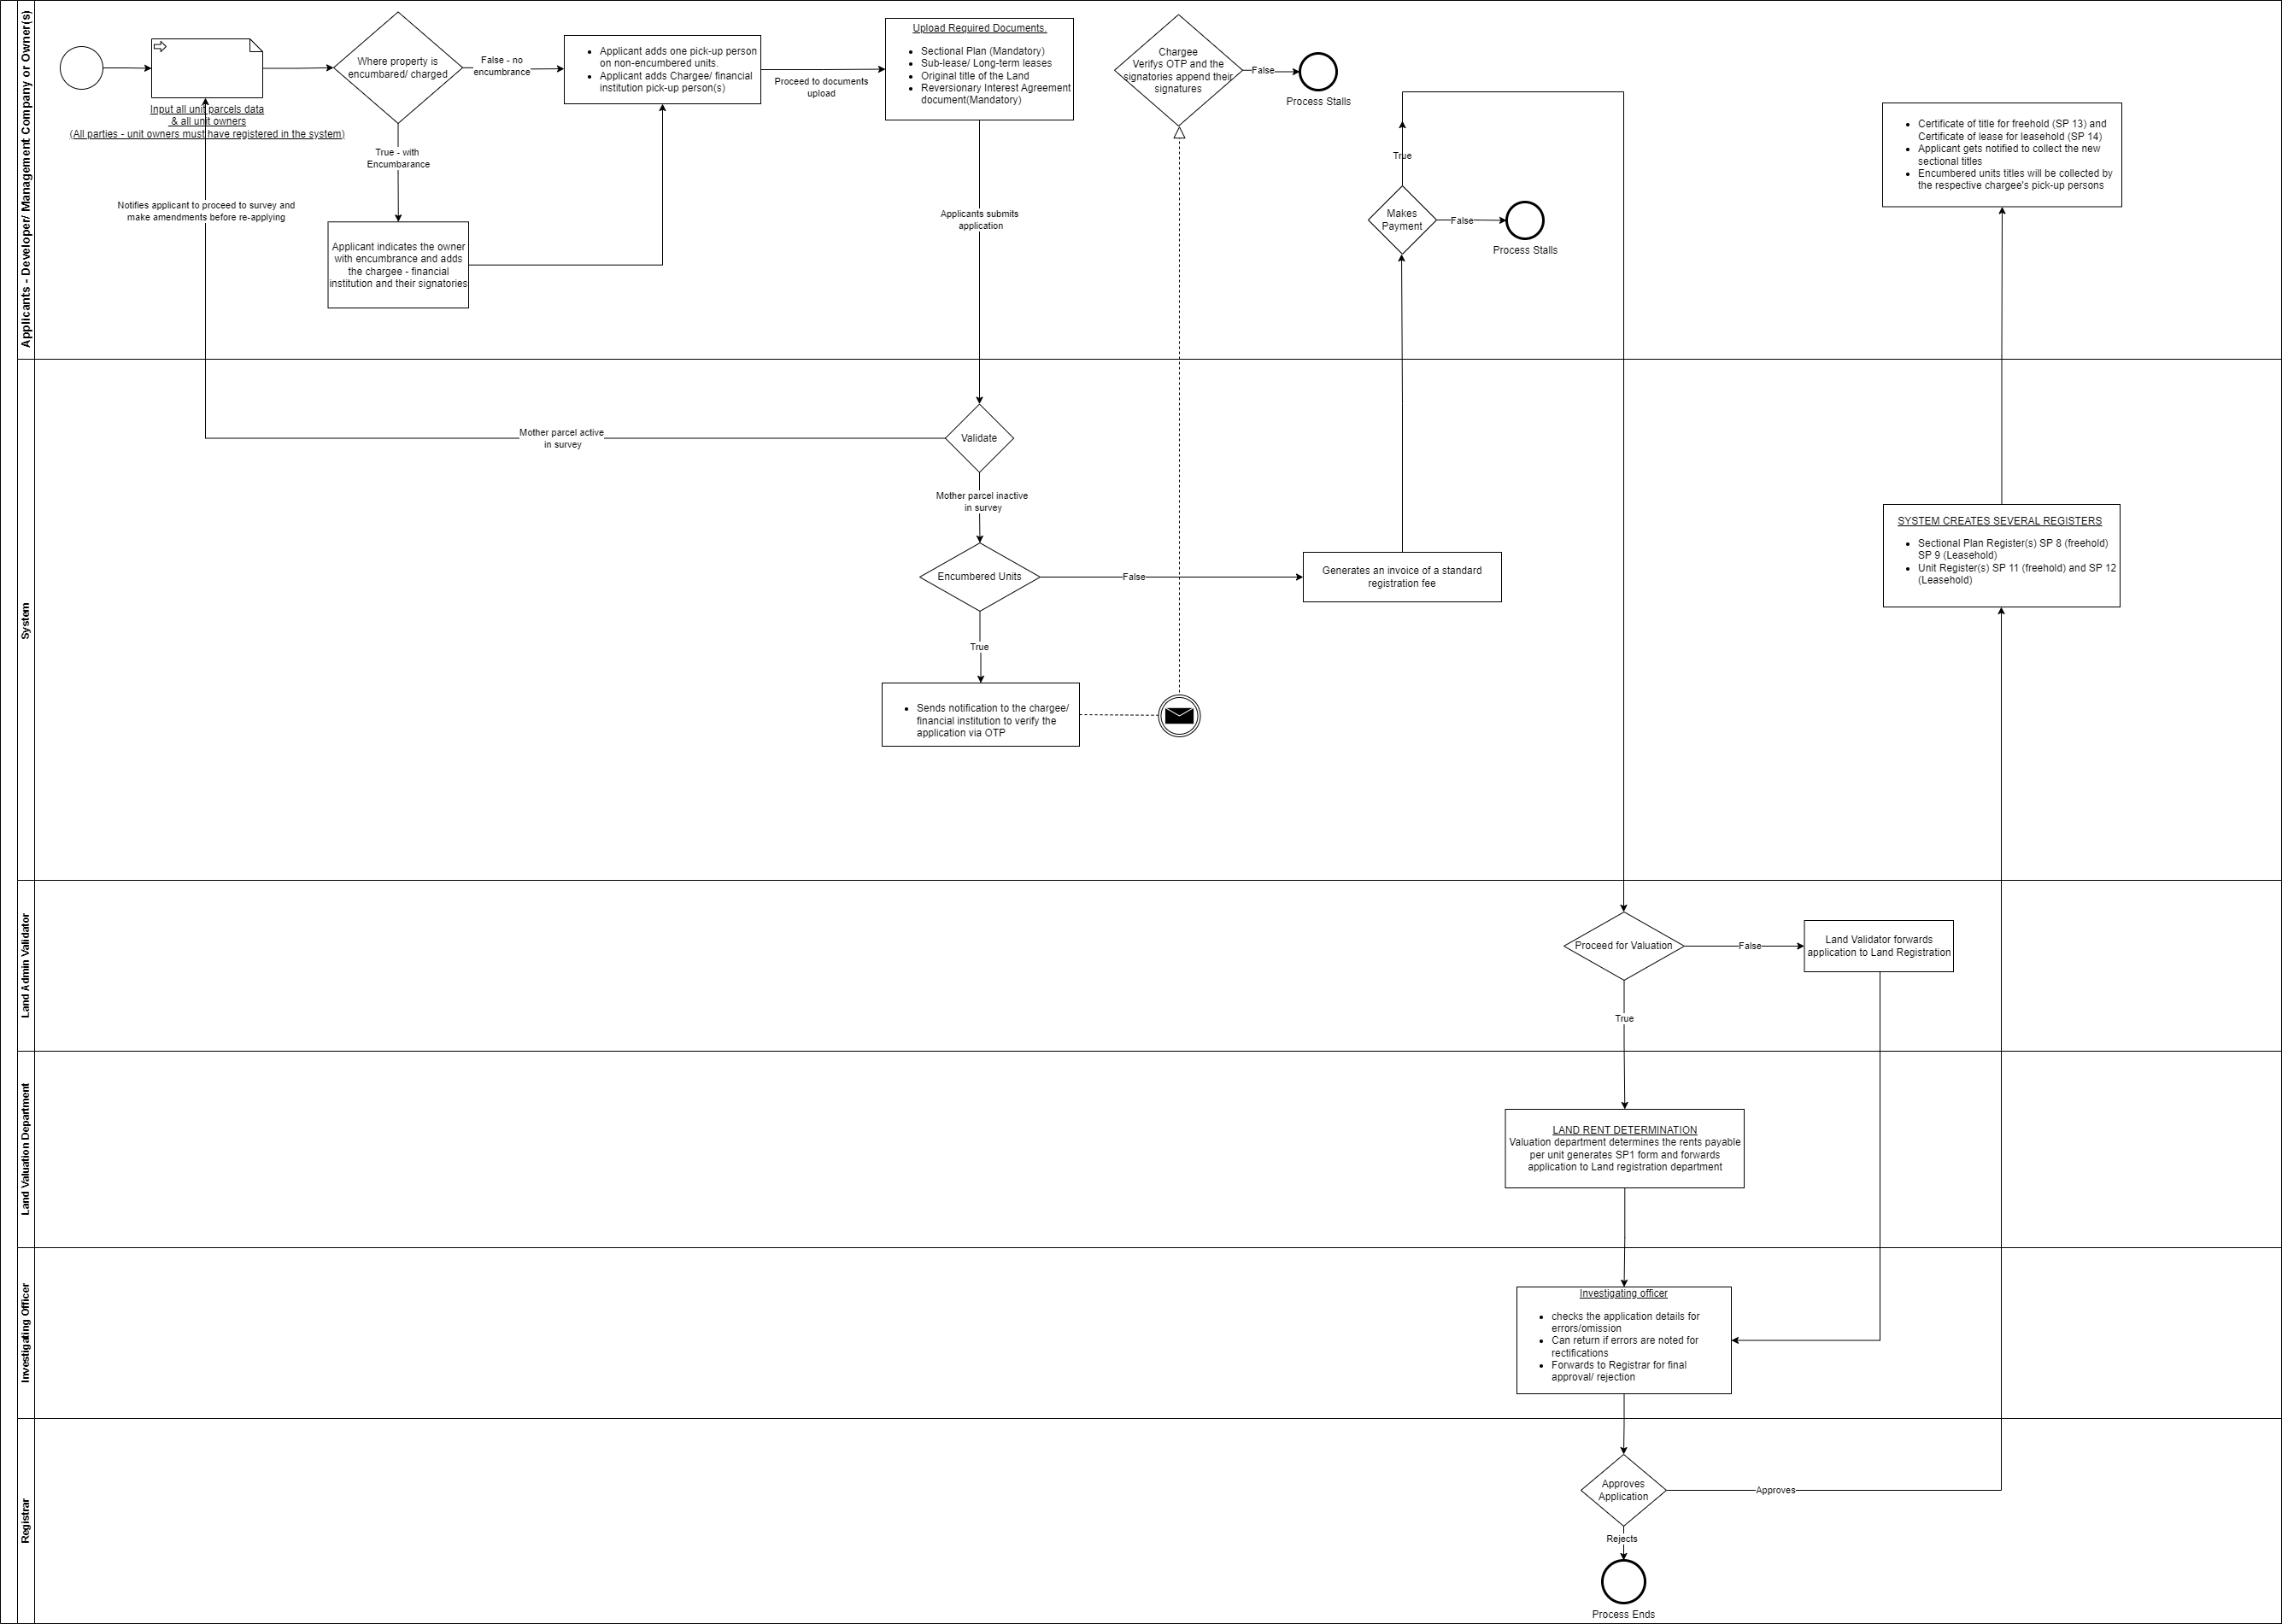 Applicants - Developer/ Management Company or Owner(s)
Input all unit parcels data
& all unit owners
(All parties - unit owners must have registered in the system)
Where property is
encumbared/ charged
False - no
encumbrance
True - with
Encumbarance
Applicant indicates the owner
with encumbrance and adds
the chargee - financial
institution and their signatories
• Applicant adds one pick-up person
on non-encumbered units.
• Applicant adds Chargee/ financial
institution pick-up person(s)
Proceed to documents
upload
Upload Required Documents.
• Sectional Plan (Mandatory)
• Sub-lease/ Long-term leases
• Original title of the Land
• Reversionary Interest Agreement
document(Mandatory)
Applicants submits
application
Notifies applicant to proceed to survey and
make amendments before re-applying
Chargee
Verifys OTP and the
signatories append their
signatures
False
Process Stalls
True
Makes
Payment
False
Process Stalls
• Certificate of title for freehold (SP 13) and
Certificate of lease for leasehold (SP 14)
• Applicant gets notified to collect the new
sectional titles
• Encumbered units titles will be collected by
the respective chargee's pick-up persons
System
Validate
Mother parcel active
in survey
Mother parcel inactive
in survey
Encumbered Units
False
True
• Sends notification to the chargee/
financial institution to verify the
application via OTP
Generates an invoice of a standard
registration fee
SYSTEM CREATES SEVERAL REGISTERS
• Sectional Plan Register(s) SP 8 (freehold)
SP 9 (Leasehold)
• Unit Register(s) SP 11 (freehold) and SP 12
(Leasehold)
Land Admin Validator
Proceed for Valuation
False
Land Validator forwards
application to Land Registration
True
Land Valuation Department
LAND RENT DETERMINATION
Valuation department determines the rents payable
per unit generates SP1 form and forwards
application to Land registration department
Investigating Officer
Investigating officer
• checks the application details for
errors/omission
• Can return if errors are noted for
rectifications
• Forwards to Registrar for final
approval/ rejection
Registrar
Approves
Application
Approves
Rejects
Process Ends